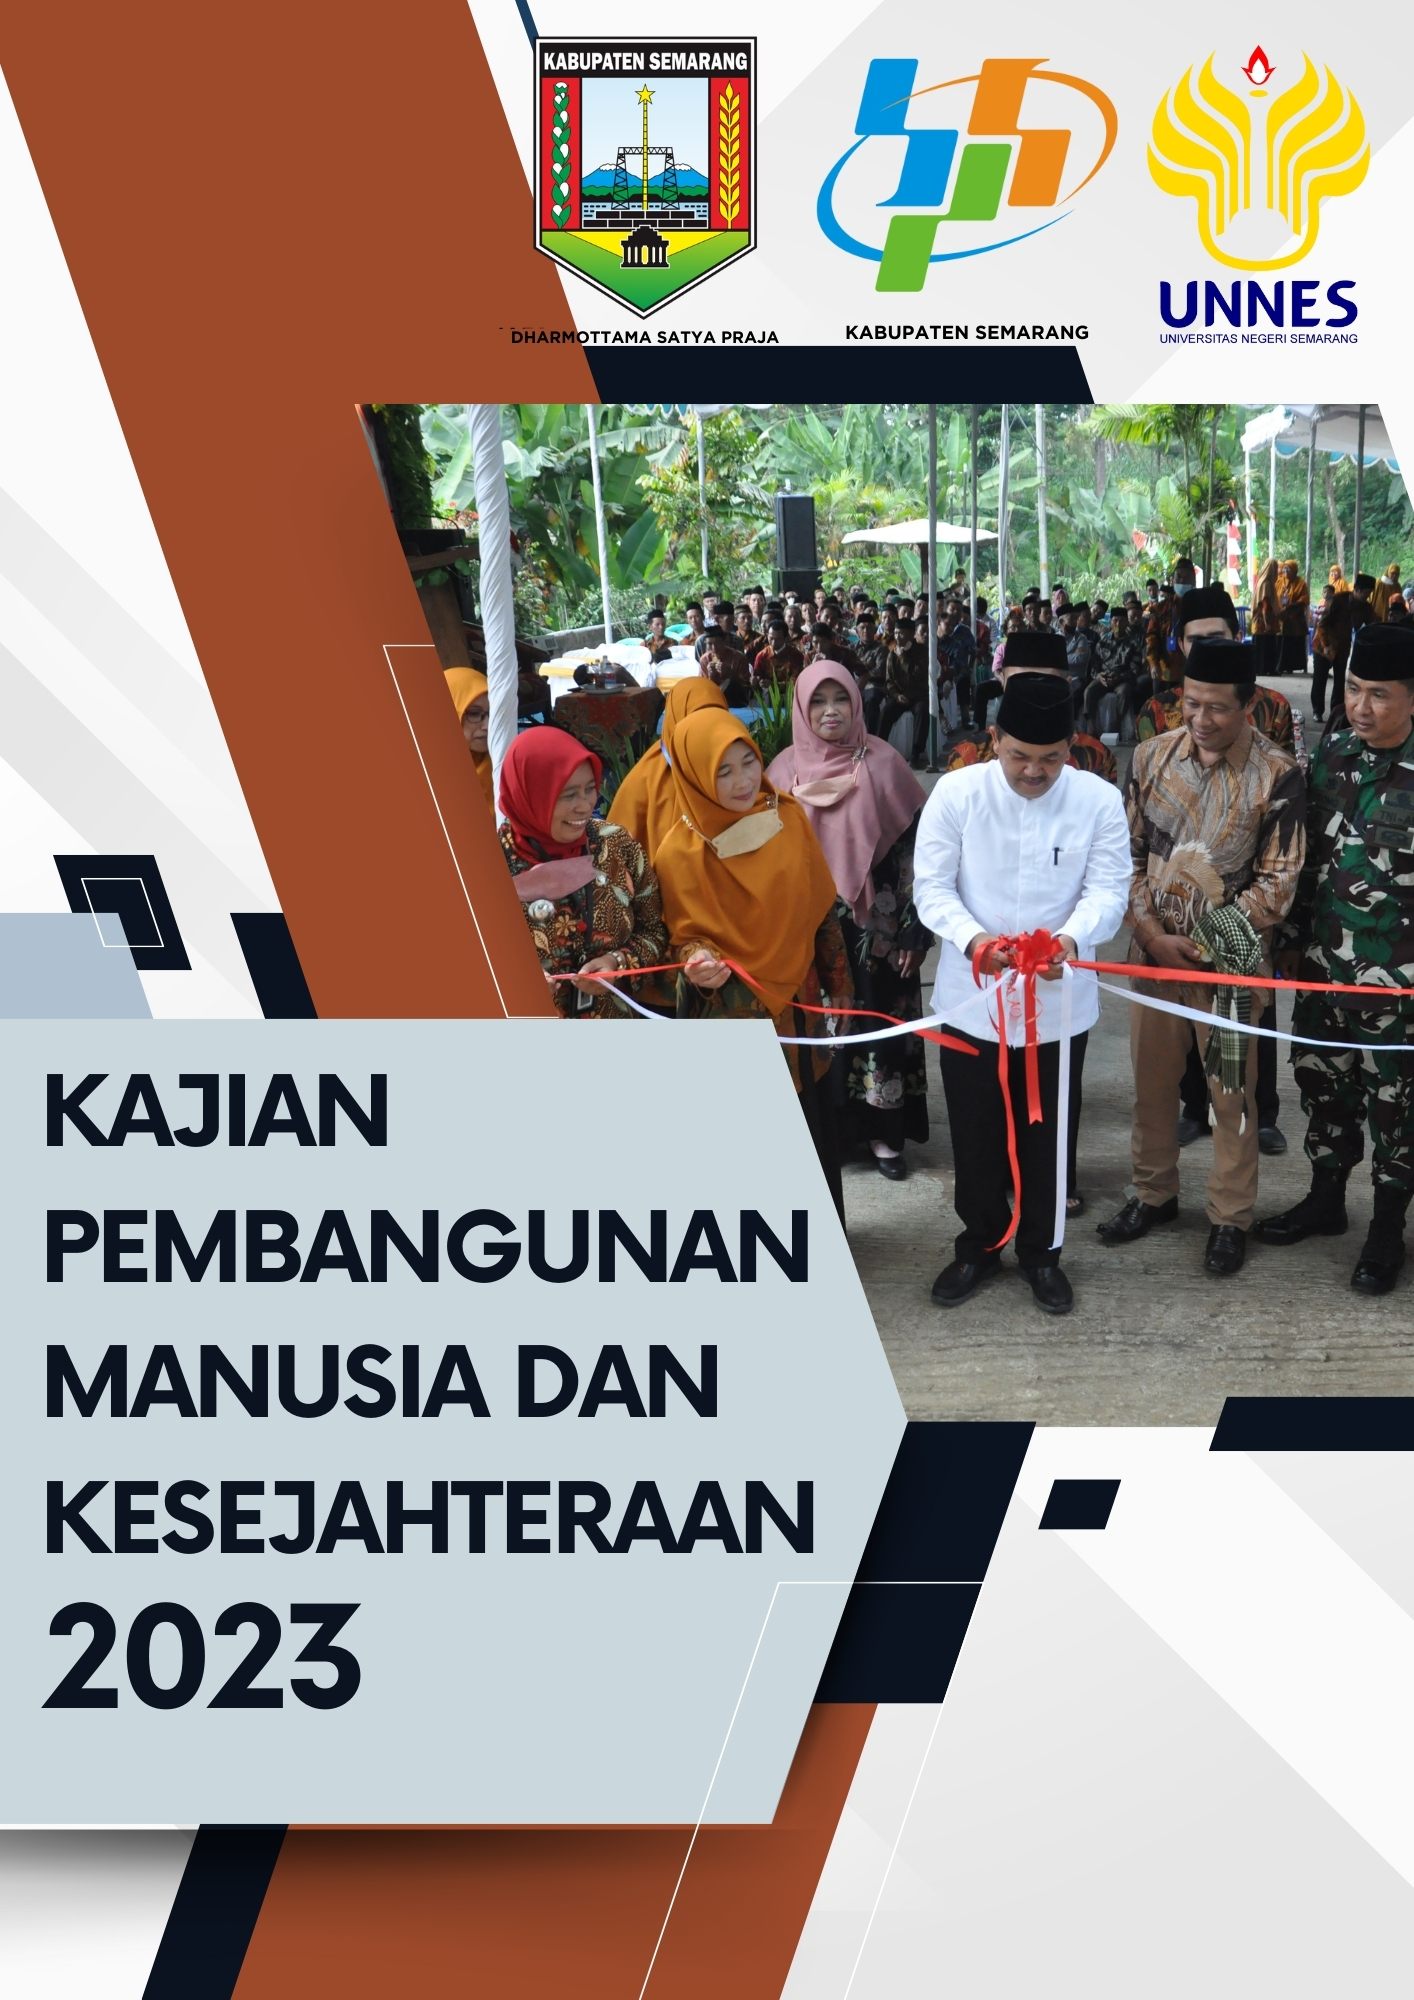 KABUPATEN SEMARANG
DHARMOTTAMA SATYA PRAJA
KABUPATEN SEMARANG
UNNES
UNIVERSITAS NEGERI SEMARANG
KAJIAN
PEMBANGUNAN
MANUSIA DAN
KESEJAHTERAAN
2023